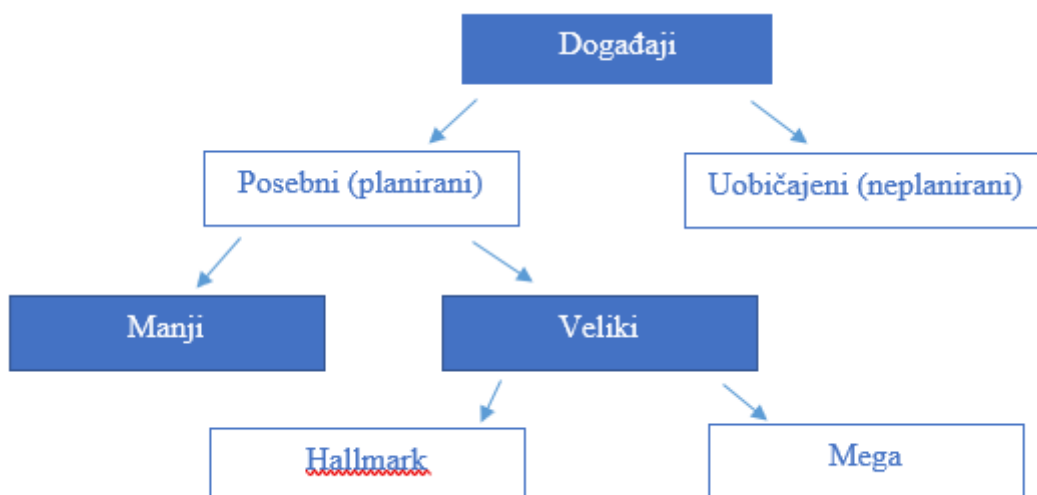 Događaji
Posebni (planirani)
Uobičajeni (neplanirani)
Manji
Veliki
Hallmark
Mega